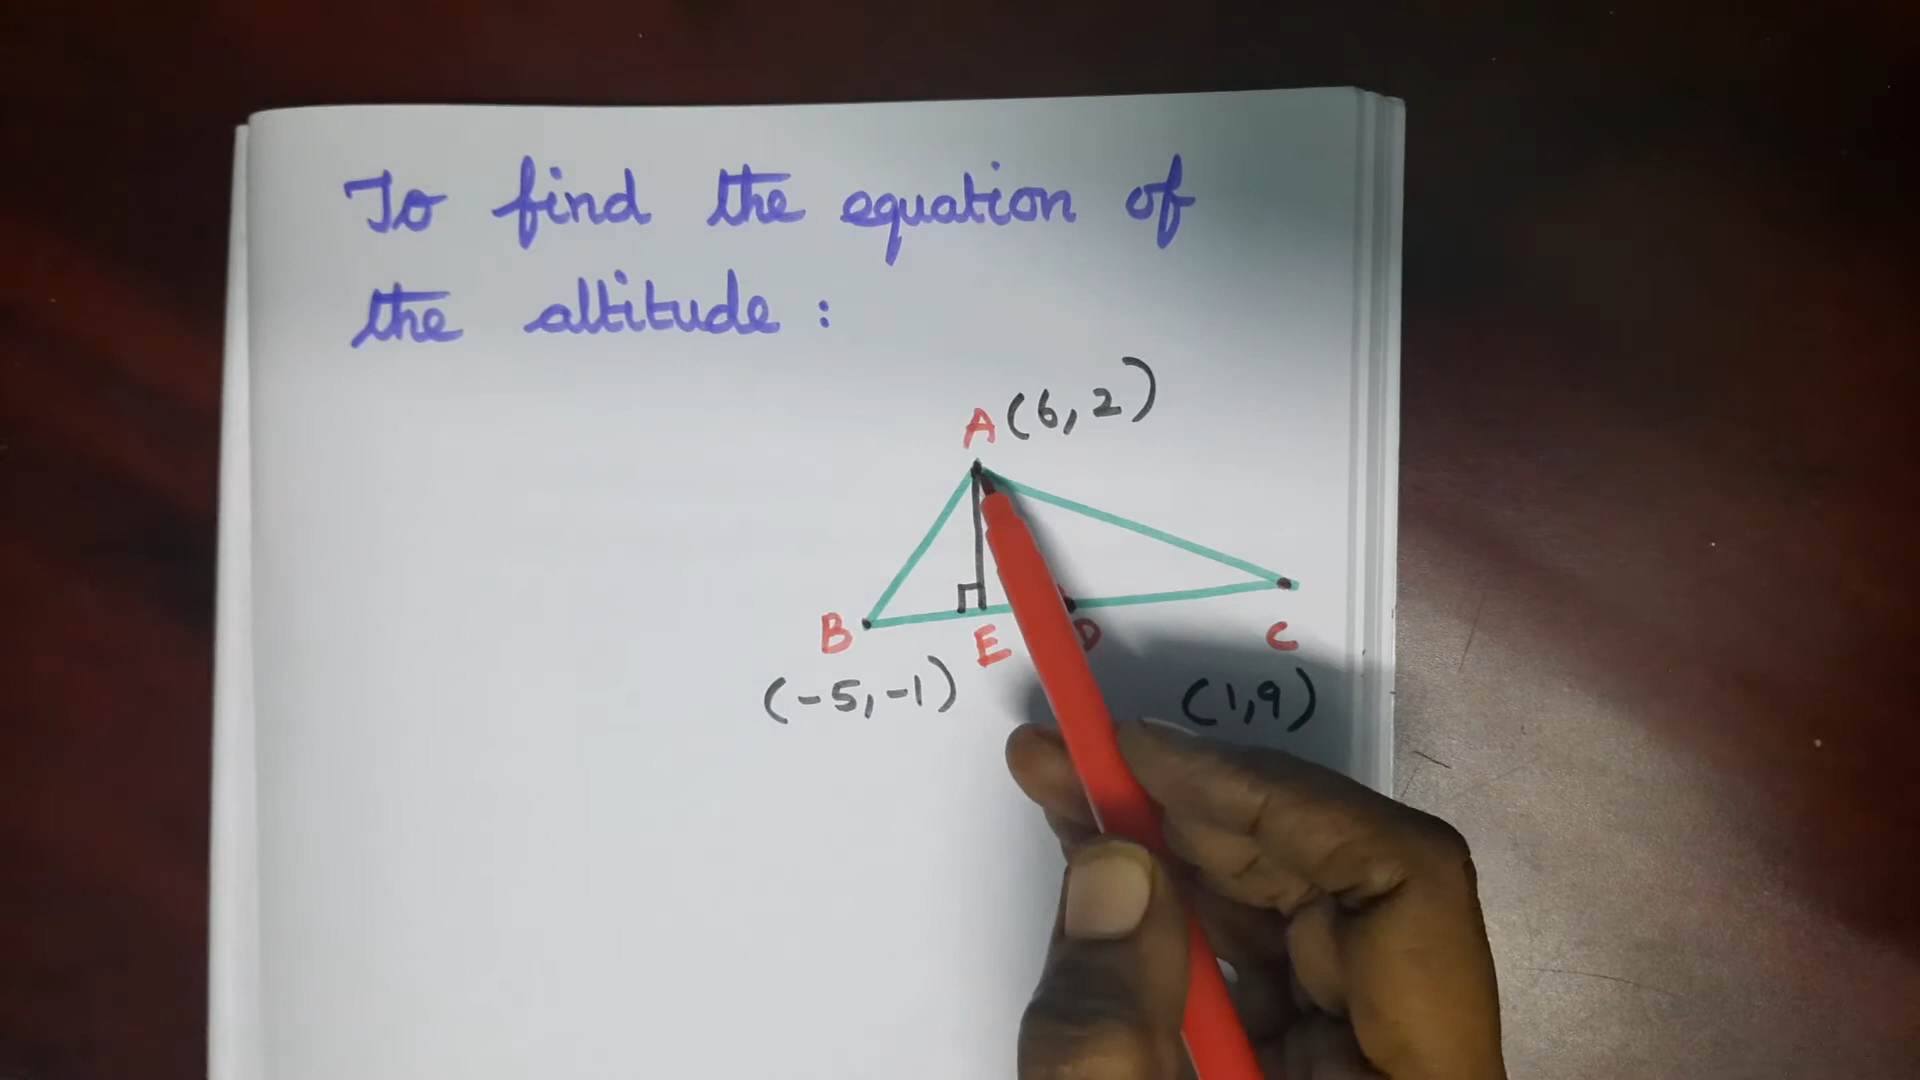 To find the equation of
the altitude :
A (6, 2)
B E D C
(-5, -1) (1, 9)